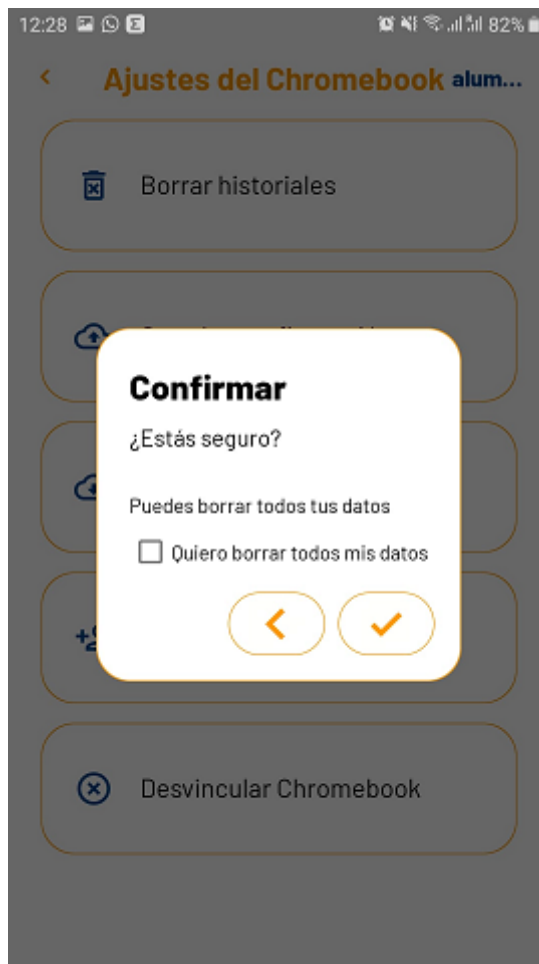 12:28
82%
Ajustes del Chromebook alum...
Borrar historiales
Confirmar
¿Estás seguro?
Puedes borrar todos tus datos
Quiero borrar todos mis datos
Desvincular Chromebook